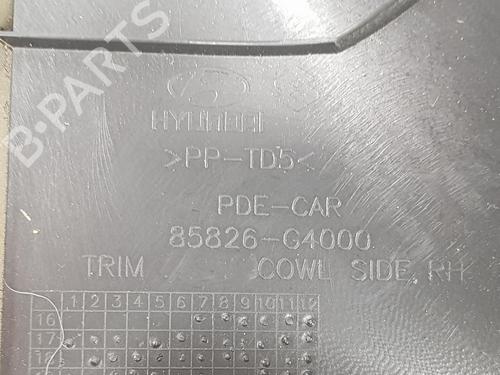 B-PARTS
HYUNDAI
>PP-TD5<
PDE-CAR
85826-G4000
TRIM COWL SIDE, RH
1 2 3 4 5 6 7 8 9 10 11 12
16
17
18